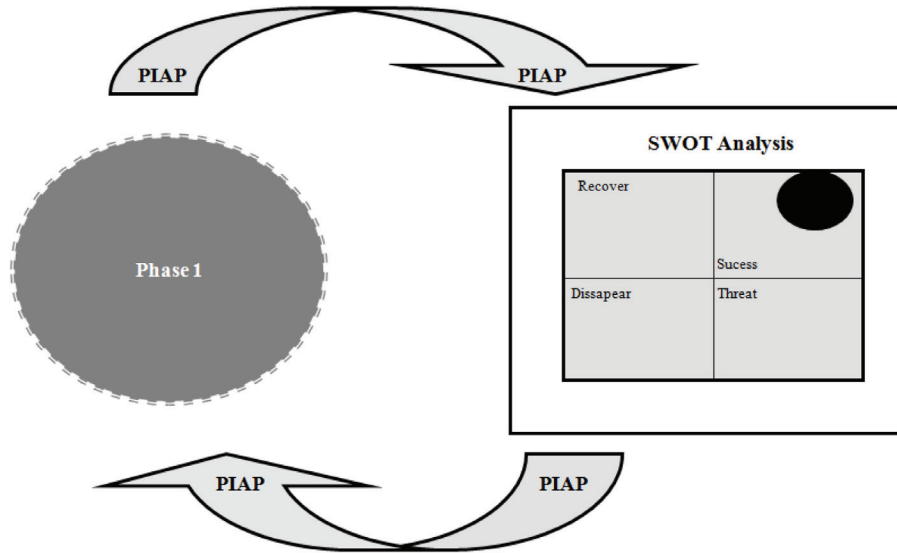 PIAP
PIAP
SWOT Analysis
Recover
Phase 1
Sucess
Dissapear
Threat
PIAP
PIAP